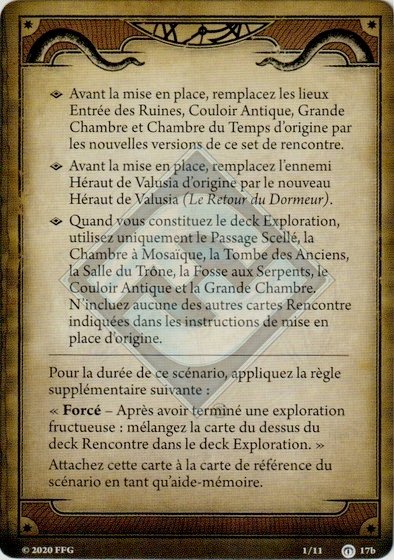 Avant la mise en place, remplacez les lieux
Entrée des Ruines, Couloir Antique, Grande
Chambre et Chambre du Temps d'origine par
les nouvelles versions de ce set de rencontre.
Avant la mise en place, remplacez l'ennemi
Héraut de Valusia d'origine par le nouveau
Héraut de Valusia (Le Retour du Dormeur).
Quand vous constituez le deck Exploration,
utilisez uniquement le Passage Scellé, la
Chambre à Mosaïque, la Tombe des Anciens,
la Salle du Trône, la Fosse aux Serpents, le
Couloir Antique et la Grande Chambre.
N'incluez aucune des autres cartes Rencontre
indiquées dans les instructions de mise en
place d'origine.
Pour la durée de ce scénario, appliquez la règle
supplémentaire suivante :
« Forcé – Après avoir terminé une exploration
fructueuse : mélangez la carte du dessus du
deck Rencontre dans le deck Exploration. »
Attachez cette carte à la carte de référence du
scénario en tant qu'aide-mémoire.
© 2020 FFG 1/11 17b